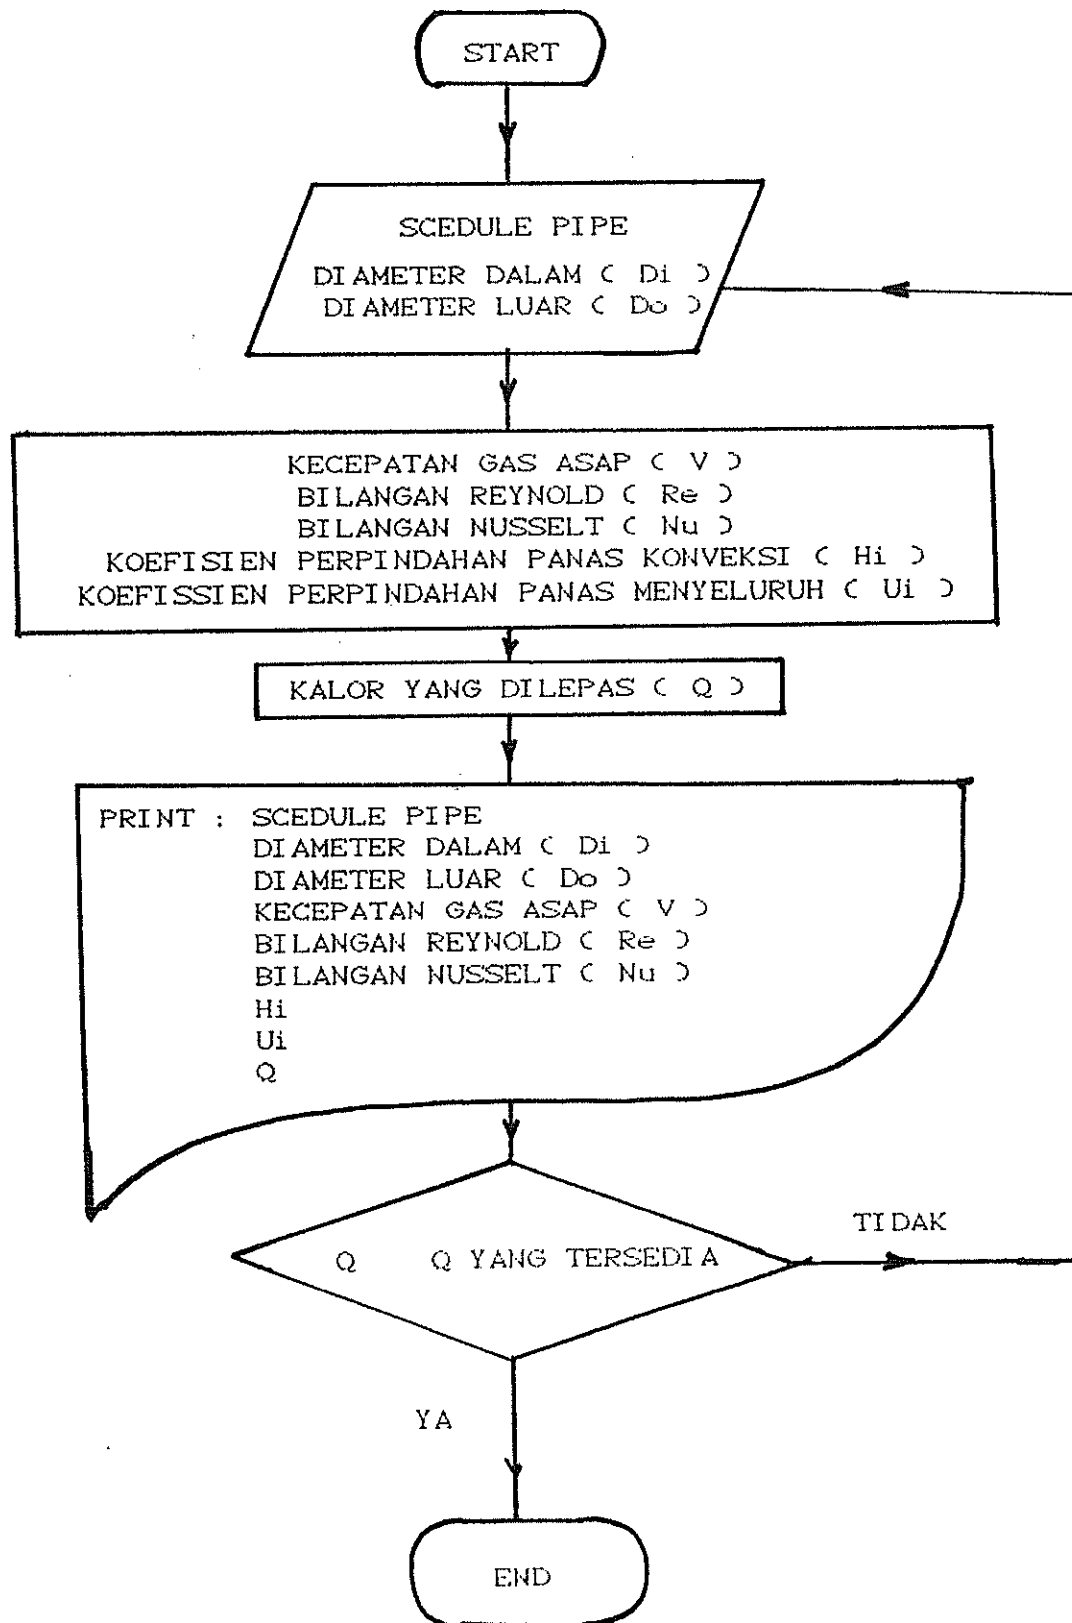 START
SCEDULE PIPE
DIAMETER DALAM ( Di )
DIAMETER LUAR ( Do )
KECEPATAN GAS ASAP ( V )
BILANGAN REYNOLD ( Re )
BILANGAN NUSSELT ( Nu )
KOEFISIEN PERPINDAHAN PANAS KONVEKSI ( Hi )
KOEFISSIEN PERPINDAHAN PANAS MENYELURUH ( Ui )
KALOR YANG DILEPAS ( Q )
PRINT : SCEDULE PIPE
DIAMETER DALAM ( Di )
DIAMETER LUAR ( Do )
KECEPATAN GAS ASAP ( V )
BILANGAN REYNOLD ( Re )
BILANGAN NUSSELT ( Nu )
Hi
Ui
Q
Q Q YANG TERSEDIA
TIDAK
YA
END